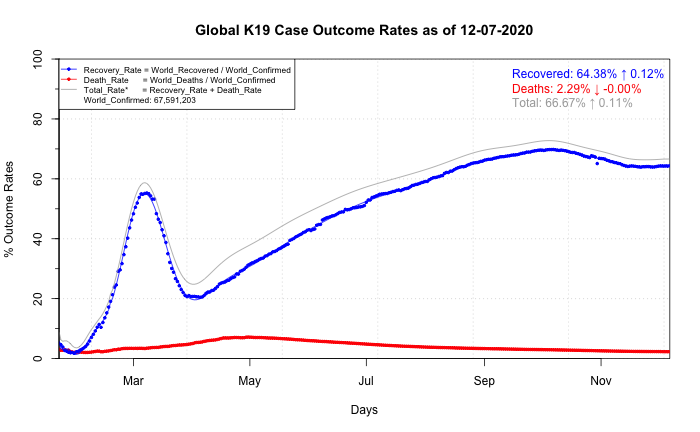 Global K19 Case Outcome Rates as of 12-07-2020
Recovery_Rate = World_Recovered / World_Confirmed
Death_Rate = World_Deaths / World_Confirmed
Total_Rate* = Recovery_Rate + Death_Rate
World_Confirmed: 67,591,203
Recovered: 64.38% ↑ 0.12%
Deaths: 2.29% ↓ -0.00%
Total: 66.67% ↑ 0.11%
% Outcome Rates
100
80
60
40
20
0
Mar May Jul Sep Nov
Days